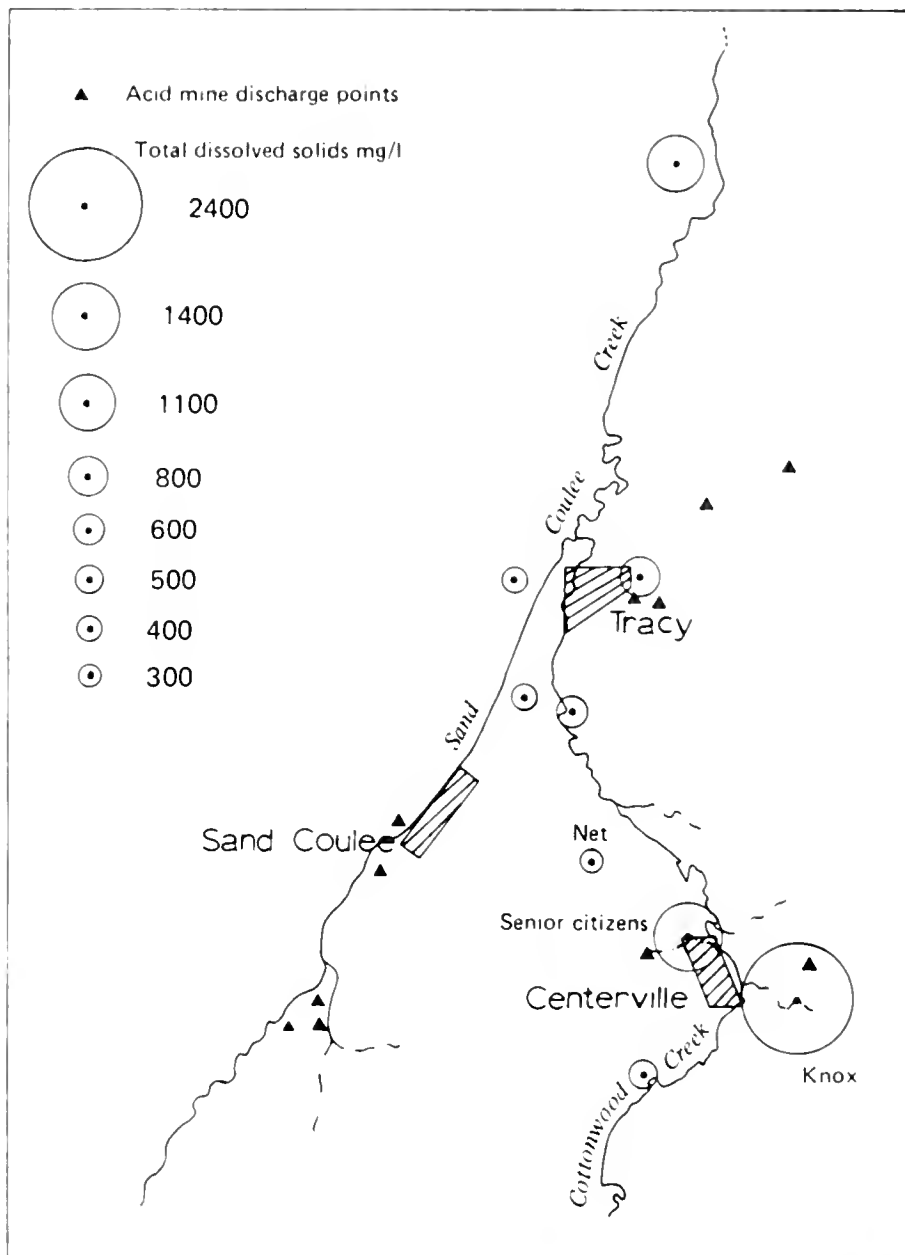 Acid mine discharge points
Total dissolved solids mg/l
2400
1400
1100
800
600
500
400
300
Creek
Coulee
Sand
Tracy
Sand Coulee
Net
Senior citizens
Centerville
Knox
Creek
Cottonwood